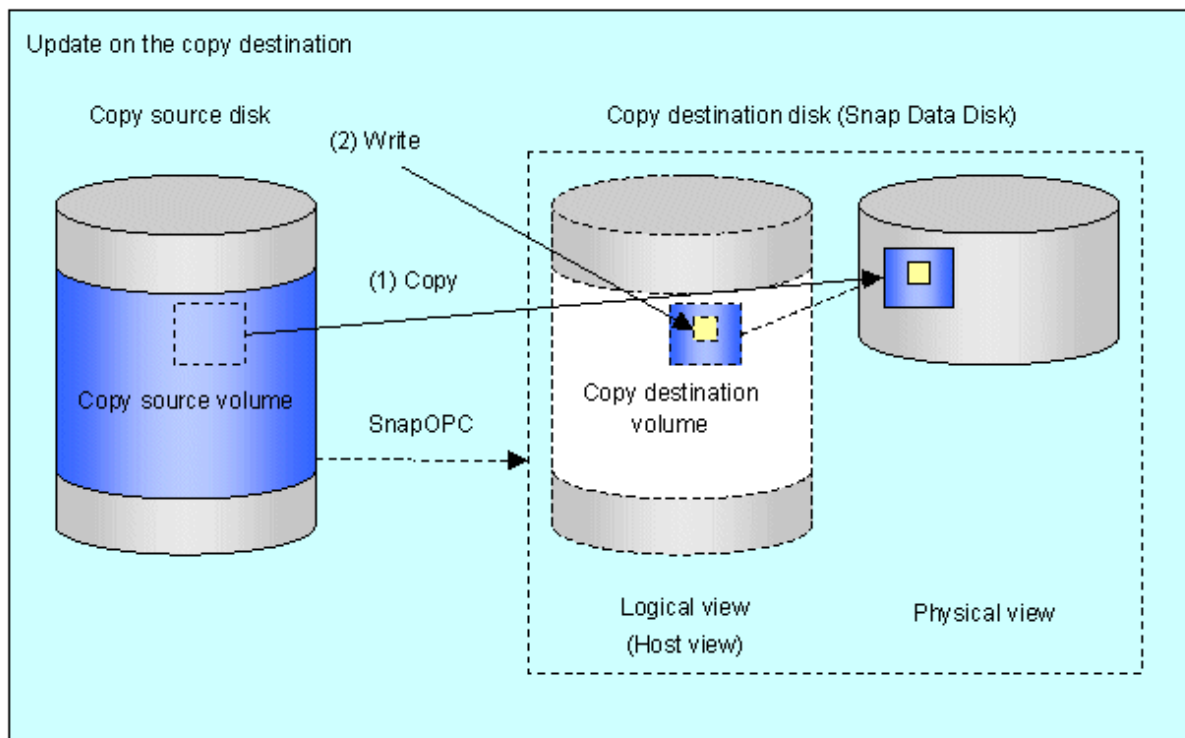 Update on the copy destination
Copy source disk
Copy destination disk (Snap Data Disk)
(2) Write
(1) Copy
Copy source volume
Copy destination
volume
SnapOPC
Logical view
(Host view)
Physical view